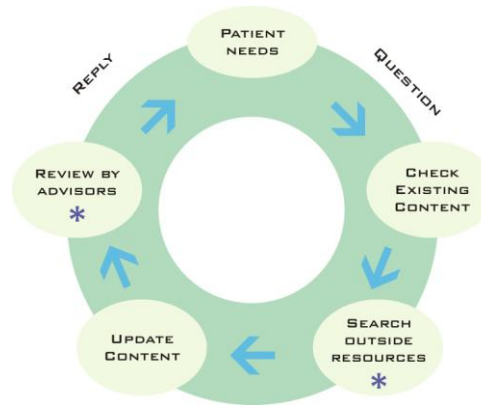 PATIENT
NEEDS
QUESTION
CHECK
EXISTING
CONTENT
SEARCH
OUTSIDE
RESOURCES
*
UPDATE
CONTENT
REVIEW BY
ADVISORS
*
REPLY